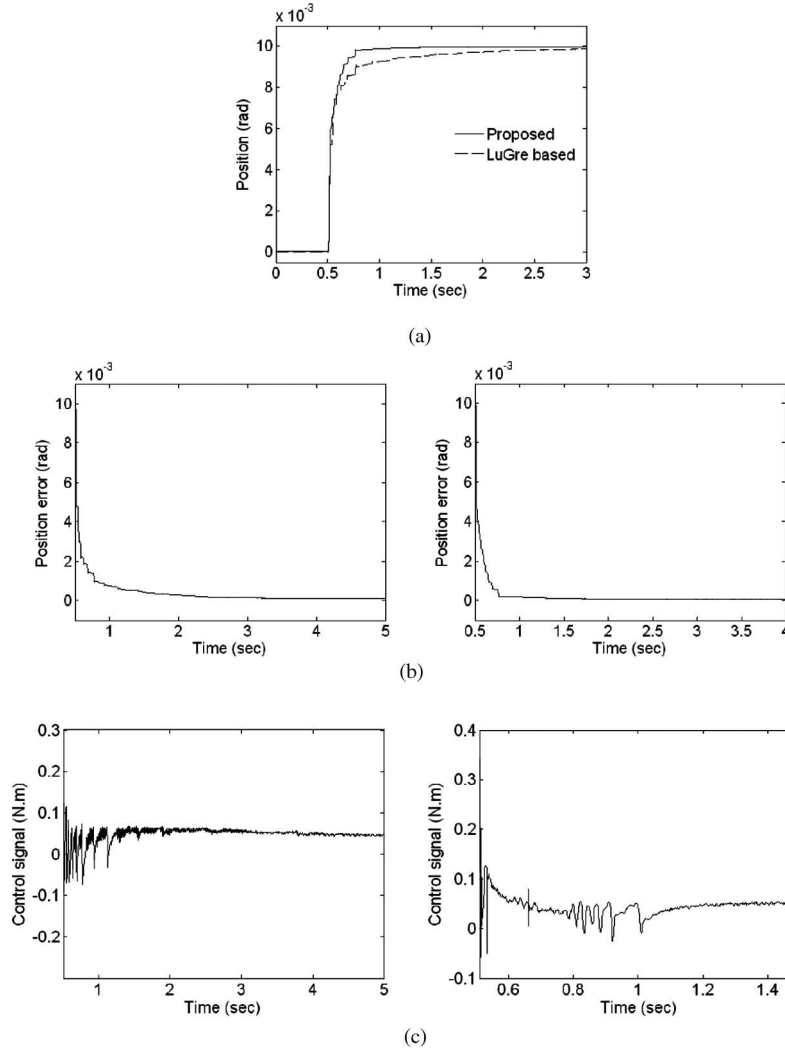 x 10⁻³
10
8
6
4
2
0
Position (rad)
Proposed
LuGre based
0 0.5 1 1.5 2 2.5 3
Time (sec)
(a)
x 10⁻³
10
8
6
4
2
0
Position error (rad)
1 2 3 4 5
Time (sec)
x 10⁻³
10
8
6
4
2
0
Position error (rad)
0.5 1 1.5 2 2.5 3 3.5 4
Time (sec)
(b)
0.3
0.2
0.1
0
-0.1
-0.2
Control signal (N.m)
1 2 3 4 5
Time (sec)
0.4
0.3
0.2
0.1
0
-0.1
Control signal (N.m)
0.6 0.8 1 1.2 1.4
Time (sec)
(c)